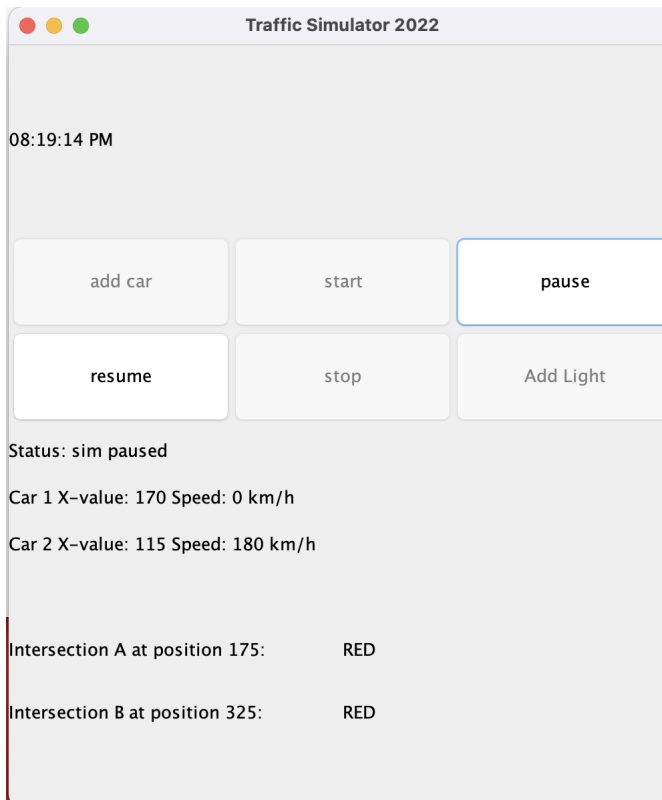 Traffic Simulator 2022
08:19:14 PM
add car start pause
resume stop Add Light
Status: sim paused
Car 1 X-value: 170 Speed: 0 km/h
Car 2 X-value: 115 Speed: 180 km/h
Intersection A at position 175: RED
Intersection B at position 325: RED